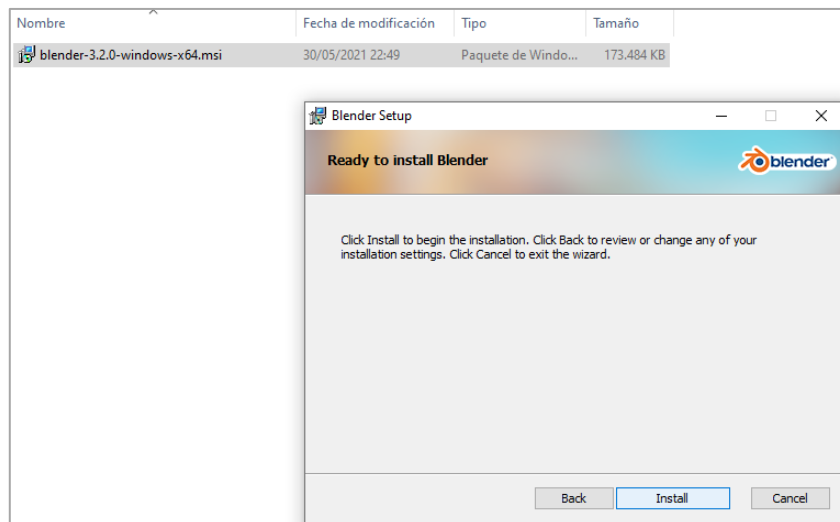 Nombre Fecha de modificación Tipo Tamaño
blender-3.2.0-windows-x64.msi 30/05/2021 22:49 Paquete de Windo... 173.484 KB
Blender Setup
Ready to install Blender
blender
Click Install to begin the installation. Click Back to review or change any of your
installation settings. Click Cancel to exit the wizard.
Back Install Cancel